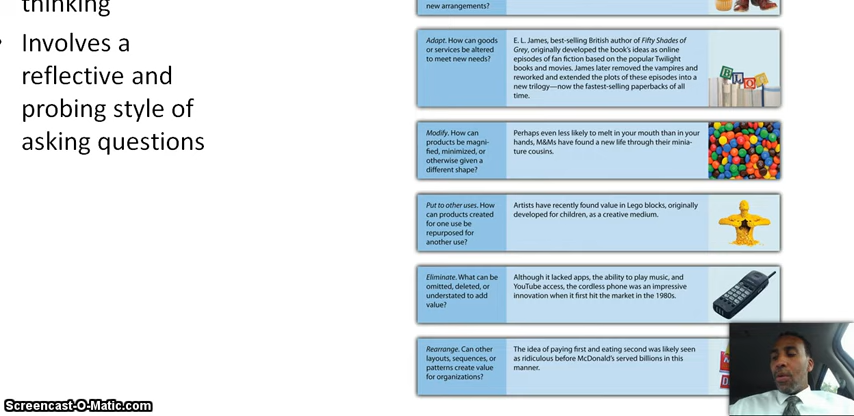 thinking
• Involves a
reflective and
probing style of
asking questions
new arrangements?
Adapt. How can goods
or services be altered
to meet new needs?
E. L. James, best-selling British author of Fifty Shades of
Grey, originally developed the book's ideas as online
episodes of fan fiction based on the popular Twilight
books and movies. James later removed the vampires and
reworked and extended the plots of these episodes into a
new trilogy—now the fastest-selling paperbacks of all
time.
BLOG
Modify. How can
products be magni-
fied, minimized, or
otherwise given a
different shape?
Perhaps even less likely to melt in your mouth than in your
hands, M&Ms have found a new life through their minia-
ture cousins.
Put to other uses. How
can products created
for one use be
repurposed for
another use?
Artists have recently found value in Lego blocks, originally
developed for children, as a creative medium.
Eliminate. What can be
omitted, deleted, or
understated to add
value?
Although it lacked apps, the ability to play music, and
YouTube access, the cordless phone was an impressive
innovation when it first hit the market in the 1980s.
Rearrange. Can other
layouts, sequences, or
patterns create value
for organizations?
The idea of paying first and eating second was likely seen
as ridiculous before McDonald's served billions in this
manner.
Screencast-O-Matic.com